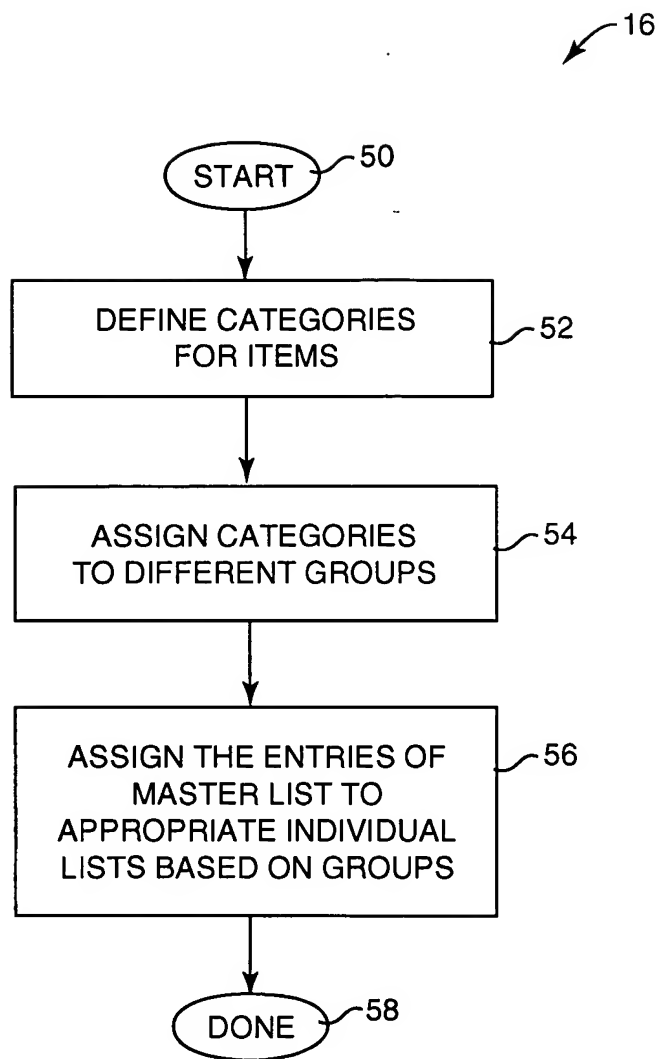 16
START
50
DEFINE CATEGORIES
FOR ITEMS
52
ASSIGN CATEGORIES
TO DIFFERENT GROUPS
54
ASSIGN THE ENTRIES OF
MASTER LIST TO
APPROPRIATE INDIVIDUAL
LISTS BASED ON GROUPS
56
DONE
58